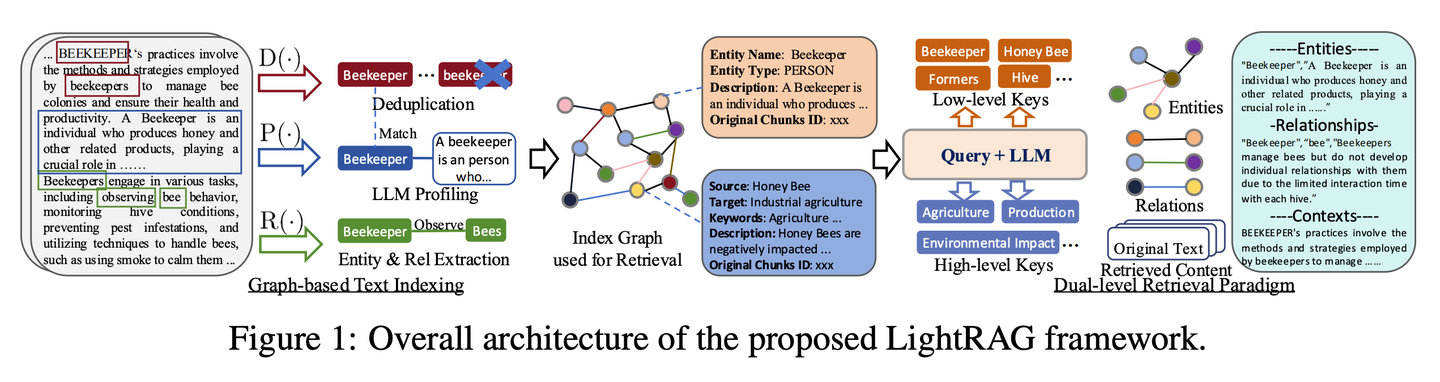 ... BEEKEEPER's practices involve
the methods and strategies employed
by beekeepers to manage bee
colonies and ensure their health and
productivity. A Beekeeper is an
individual who produces honey and
other related products, playing a
crucial role in ......
Beekeepers engage in various tasks,
including observing bee behavior,
monitoring hive conditions,
preventing pest infestations, and
utilizing techniques to handle bees,
such as using smoke to calm them ...
D(·)
P(·)
R(·)
Beekeeper ... beekeeper
Deduplication
Match
Beekeeper
A beekeeper
is an person
who...
LLM Profiling
Beekeeper Observe Bees
Entity & Rel Extraction
Graph-based Text Indexing
Index Graph
used for Retrieval
Entity Name: Beekeeper
Entity Type: PERSON
Description: A Beekeeper is
an individual who produces ...
Original Chunks ID: xxx
Source: Honey Bee
Target: Industrial agriculture
Keywords: Agriculture ...
Description: Honey Bees are
negatively impacted ...
Original Chunks ID: xxx
Beekeeper Honey Bee
Formers Hive ...
Low-level Keys
Query + LLM
Agriculture Production
Environmental Impact ...
High-level Keys
Entities
Relations
Original Text
Retrieved Content
Dual-level Retrieval Paradigm
-----Entities-----
"Beekeeper","A Beekeeper is an
individual who produces honey and
other related products, playing a
crucial role in ......"
-Relationships-
"Beekeeper","bee","Beekeepers
manage bees but do not develop
individual relationships with them
due to the limited interaction time
with each hive."
----Contexts----
BEEKEEPER's practices involve the
methods and strategies employed
by beekeepers to manage ......
Figure 1: Overall architecture of the proposed LightRAG framework.